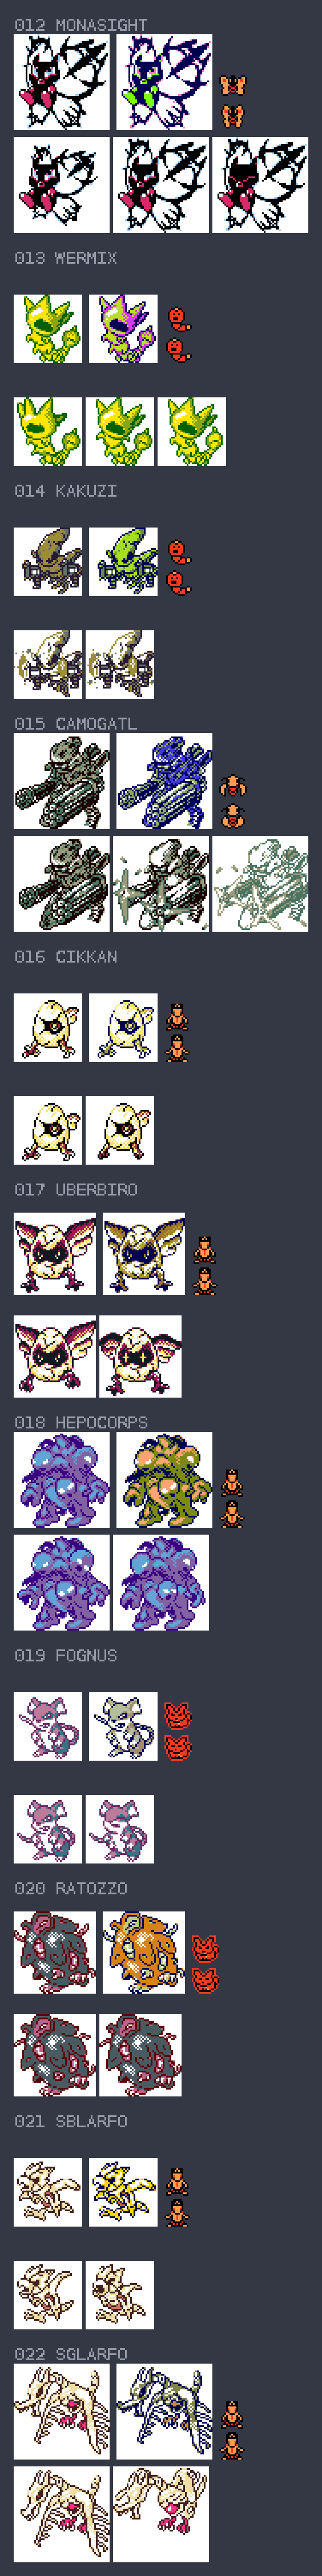 012 MONASIGHT
013 WERMIX
014 KAKUZI
015 CAMOGATL
016 CIKKAN
017 UBERBIRO
018 HEPOCORPS
019 FOGNUS
020 RATOZZO
021 SBLARFO
022 SGLARFO